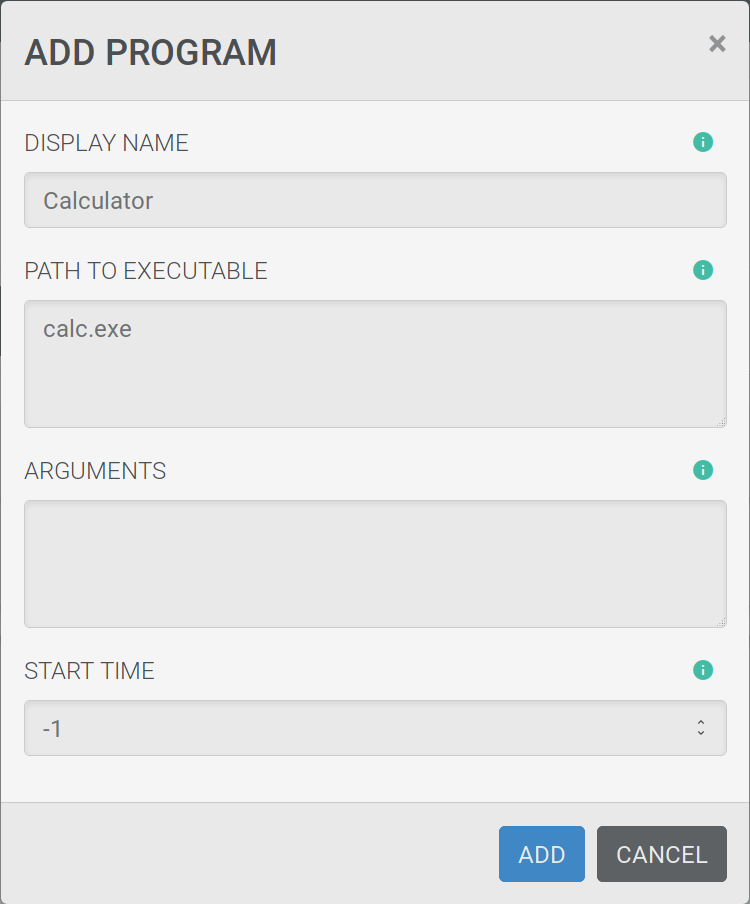 ADD PROGRAM
×
DISPLAY NAME
Calculator
PATH TO EXECUTABLE
calc.exe
ARGUMENTS
START TIME
-1
ADD CANCEL